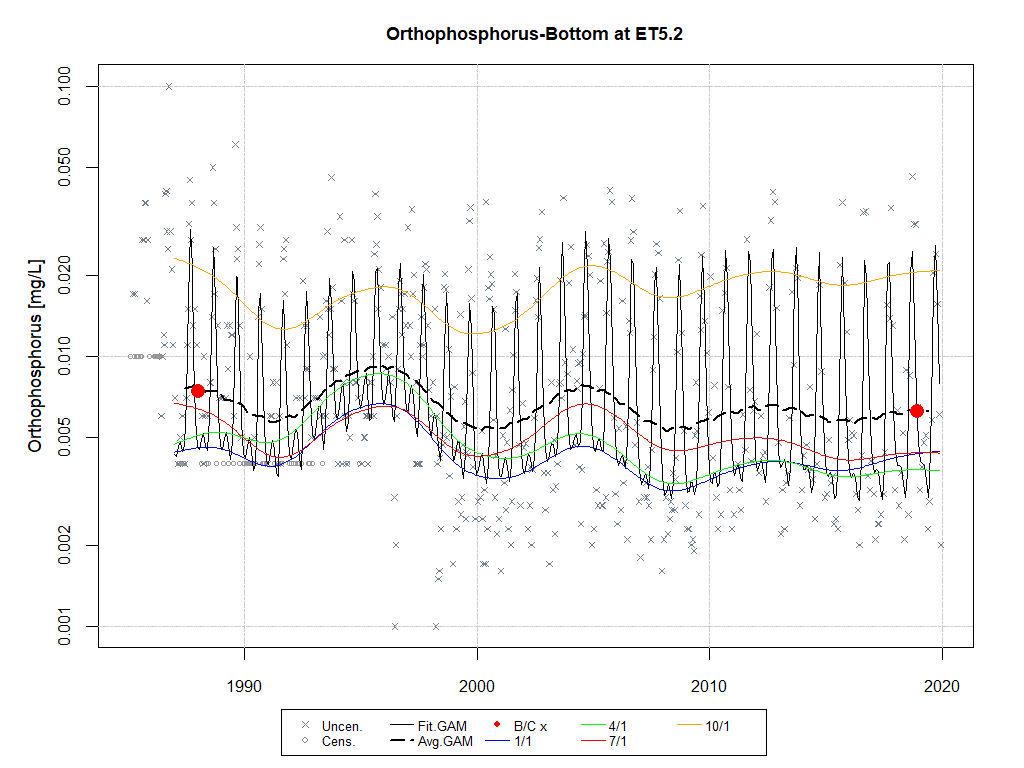 Orthophosphorus-Bottom at ET5.2
Orthophosphorus [mg/L]
0.100
0.050
0.020
0.010
0.005
0.002
0.001
1990 2000 2010 2020
Uncen. Fit.GAM B/C x 4/1 10/1
Cens. Avg.GAM 1/1 7/1